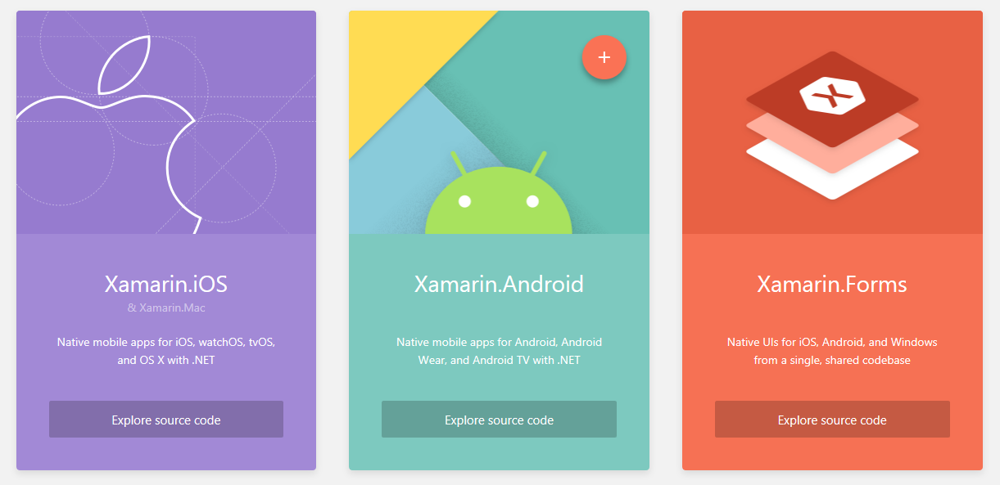 Xamarin.iOS
& Xamarin.Mac
Native mobile apps for iOS, watchOS, tvOS,
and OS X with .NET
Explore source code
Xamarin.Android
Native mobile apps for Android, Android
Wear, and Android TV with .NET
Explore source code
Xamarin.Forms
Native UIs for iOS, Android, and Windows
from a single, shared codebase
Explore source code